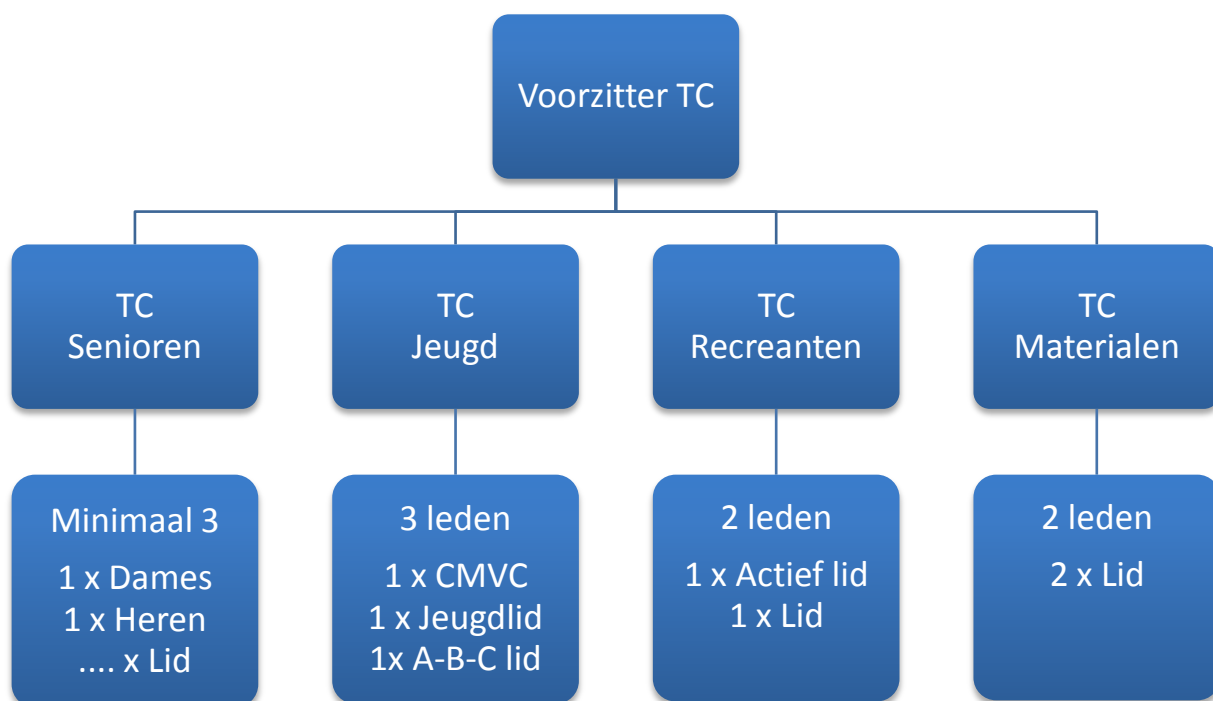 Voorzitter TC
TC
Senioren
TC
Jeugd
TC
Recreanten
TC
Materialen
Minimaal 3
1 x Dames
1 x Heren
.... x Lid
3 leden
1 x CMVC
1 x Jeugdlid
1x A-B-C lid
2 leden
1 x Actief lid
1 x Lid
2 leden
2 x Lid